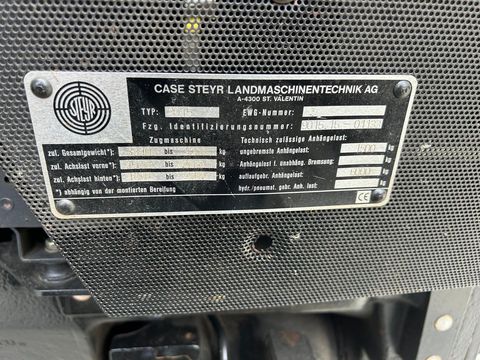 STEYR
CASE STEYR LANDMASCHINENTECHNIK AG
A-4300 ST. VALENTIN
TYP: EWG-Nummer:
Fzg. Identifizierungsnummer:
Zugmaschine Technisch zulässige Anhängelast:
zul. Gesamtgewicht*): bis kg ungebremste Anhängelast: kg
zul. Achslast vorne*): bis kg Anhängelast f. unabhäng. Bremsung: kg
zul. Achslast hinten*): bis kg auflaufgebr. Anhängelast: 8000 kg
*) abhängig von der montierten Bereifung hydr./pneumat. gebr. Anh. last: kg
CE